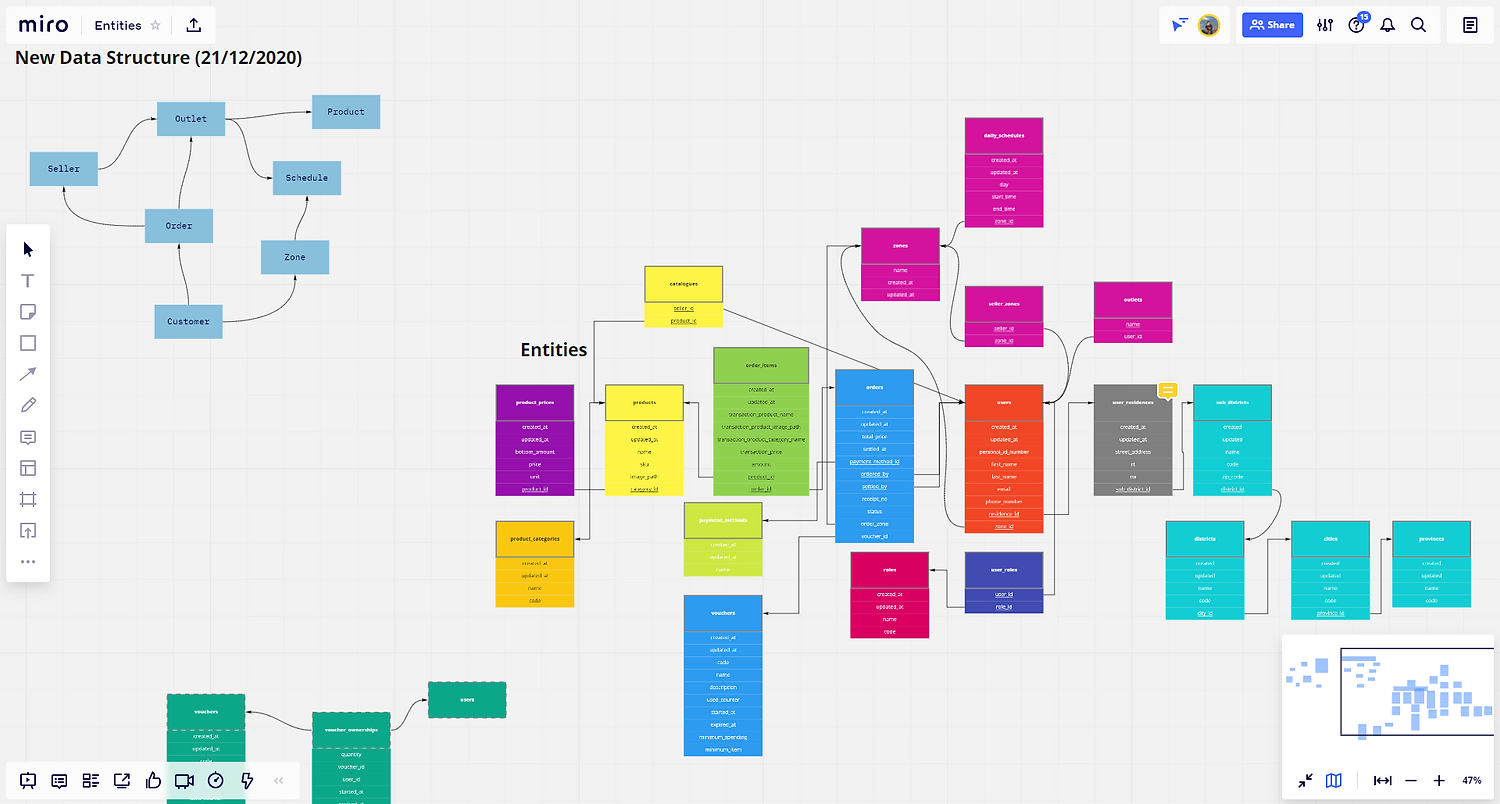 miro
Entities
Share
15
New Data Structure (21/12/2020)
Outlet
Product
Seller
Schedule
Order
Zone
Customer
Entities
daily_schedules
created_at
updated_at
day
start_time
end_time
zone_id
zones
name
created_at
updated_at
catalogues
seller_id
product_id
seller_zones
seller_id
zone_id
outlets
name
user_id
product_prices
created_at
updated_at
bottom_amount
price
unit
product_id
products
created_at
updated_at
name
sku
image_path
category_id
order_items
created_at
updated_at
transaction_product_name
transaction_product_image_path
transaction_product_category_name
transaction_price
amount
product_id
order_id
orders
created_at
updated_at
total_price
settled_at
payment_method_id
ordered_by
settled_by
receipt_no
status
order_zone
voucher_id
users
created_at
updated_at
personal_id_number
first_name
last_name
email
phone_number
residence_id
zone_id
user_residences
created_at
updated_at
street_address
rt
rw
sub_district_id
sub_districts
created
updated
name
code
zip_code
district_id
product_categories
created_at
updated_at
name
code
payment_methods
created_at
updated_at
name
vouchers
created_at
updated_at
code
name
description
used_counter
started_at
expired_at
minimum_spending
minimum_item
roles
created_at
updated_at
name
code
user_roles
user_id
role_id
districts
created
updated
name
code
city_id
cities
created
updated
name
code
province_id
provinces
created
updated
name
code
vouchers
created_at
updated_at
voucher_ownerships
quantity
voucher_id
user_id
started_at
users
47%